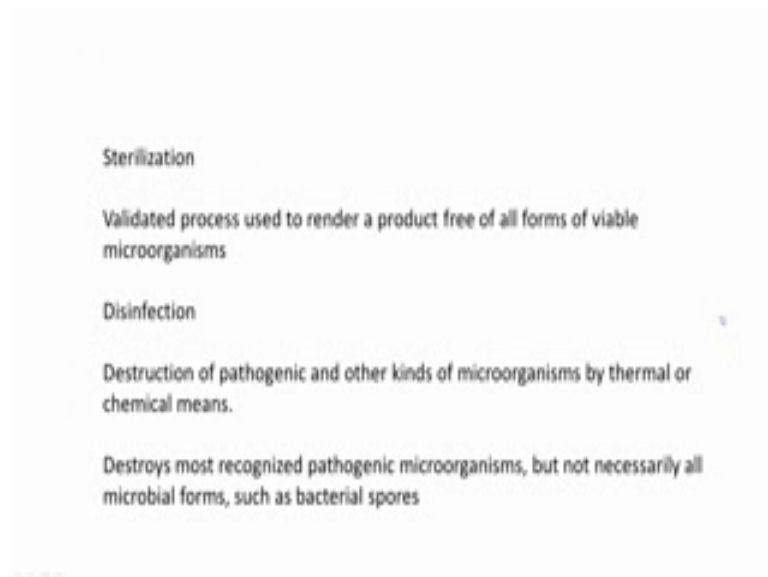 Sterilization
Validated process used to render a product free of all forms of viable
microorganisms
Disinfection
Destruction of pathogenic and other kinds of microorganisms by thermal or
chemical means.
Destroys most recognized pathogenic microorganisms, but not necessarily all
microbial forms, such as bacterial spores